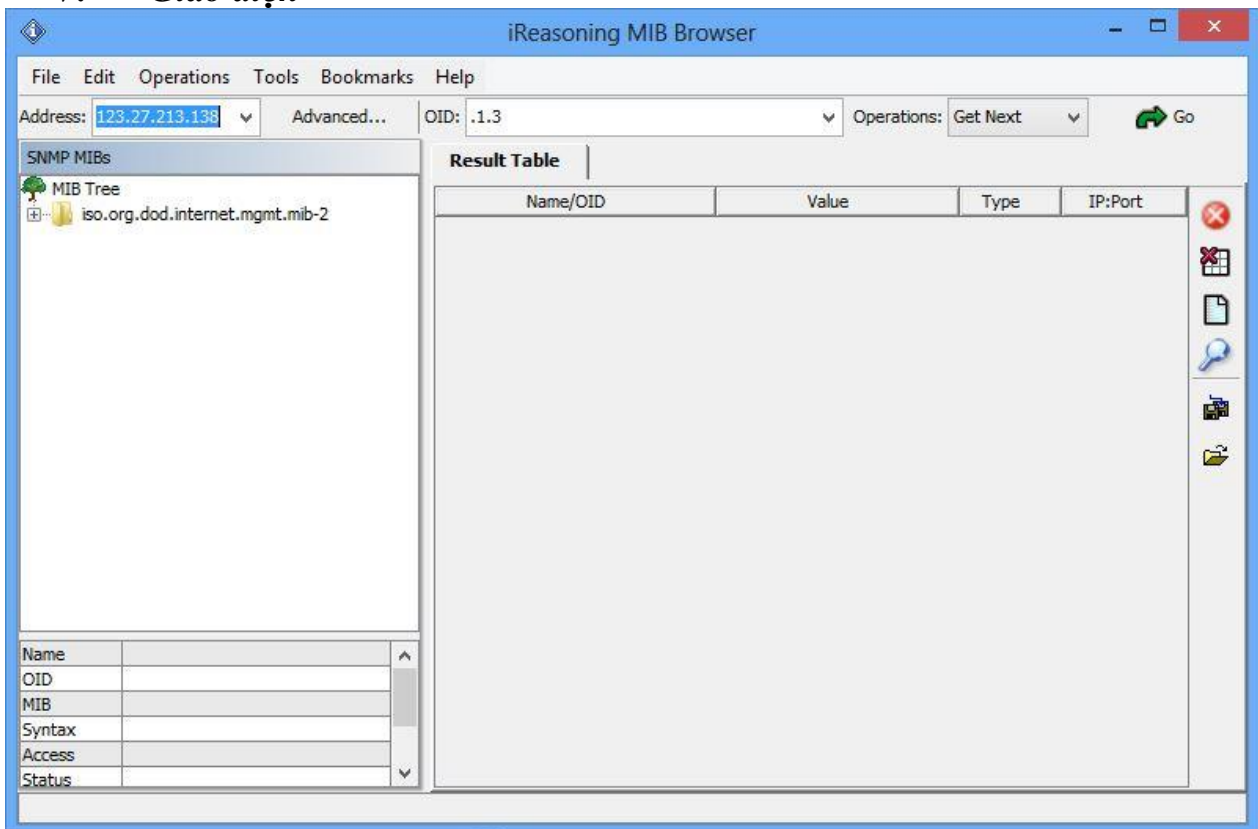 Giao diện
iReasoning MIB Browser
File Edit Operations Tools Bookmarks Help
Address: 123.27.213.138 Advanced... OID: .1.3 Operations: Get Next Go
SNMP MIBs
Result Table
MIB Tree
iso.org.dod.internet.mgmt.mib-2
Name/OID Value Type IP:Port
Name
OID
MIB
Syntax
Access
Status